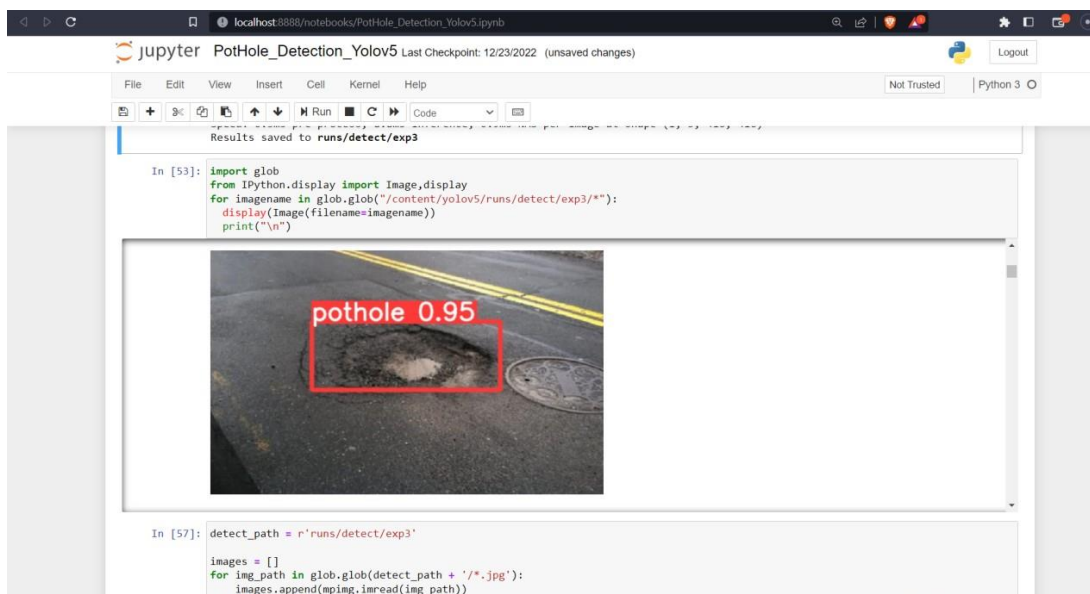 localhost:8888/notebooks/PotHole_Detection_Yolov5.ipynb
jupyter PotHole_Detection_Yolov5 Last Checkpoint: 12/23/2022 (unsaved changes)
Logout
File Edit View Insert Cell Kernel Help
Not Trusted
Python 3
Run
Code
Results saved to runs/detect/exp3
In [53]: import glob
from IPython.display import Image,display
for imagename in glob.glob("/content/yolov5/runs/detect/exp3/*"):
display(Image(filename=imagename))
print("\n")
pothole 0.95
In [57]: detect_path = r'runs/detect/exp3'
images = []
for img_path in glob.glob(detect_path + '/*.jpg'):
images.append(mpimg.imread(img_path))